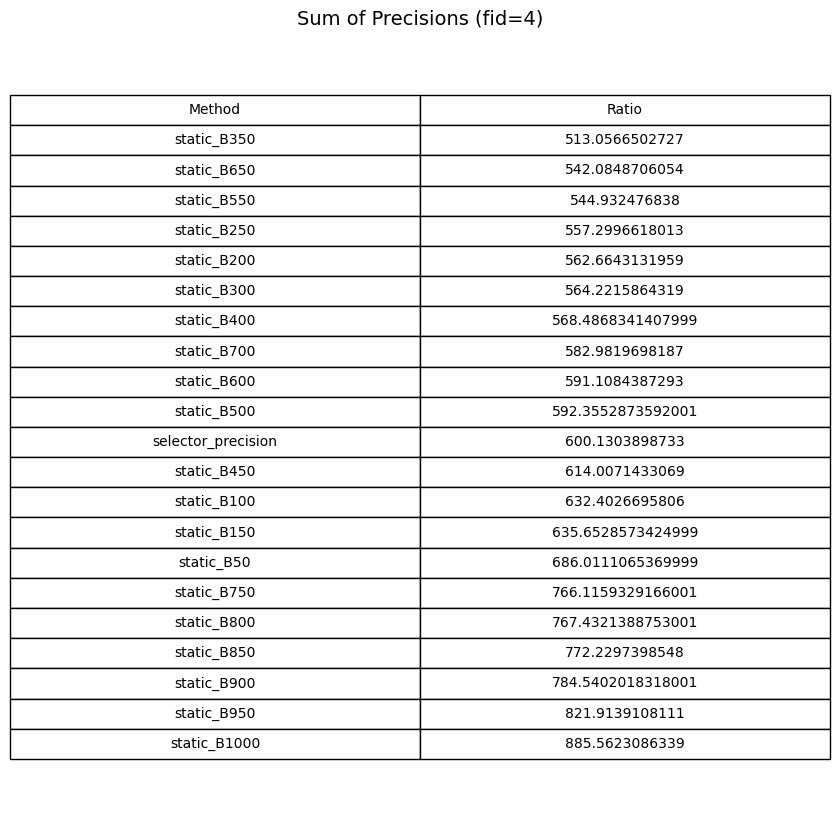 Sum of Precisions (fid=4)
Method Ratio
static_B350 513.0566502727
static_B650 542.0848706054
static_B550 544.932476838
static_B250 557.2996618013
static_B200 562.6643131959
static_B300 564.2215864319
static_B400 568.4868341407999
static_B700 582.9819698187
static_B600 591.1084387293
static_B500 592.3552873592001
selector_precision 600.1303898733
static_B450 614.0071433069
static_B100 632.4026695806
static_B150 635.6528573424999
static_B50 686.0111065369999
static_B750 766.1159329166001
static_B800 767.4321388753001
static_B850 772.2297398548
static_B900 784.5402018318001
static_B950 821.9139108111
static_B1000 885.5623086339